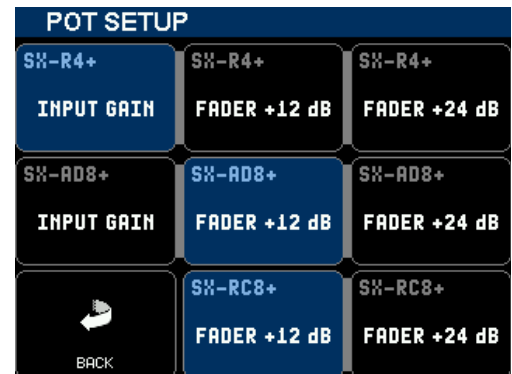 POT SETUP
SX-R4+ SX-R4+ SX-R4+
INPUT GAIN FADER +12 dB FADER +24 dB
SX-AD8+ SX-AD8+ SX-AD8+
INPUT GAIN FADER +12 dB FADER +24 dB
SX-RC8+ SX-RC8+
FADER +12 dB FADER +24 dB
BACK